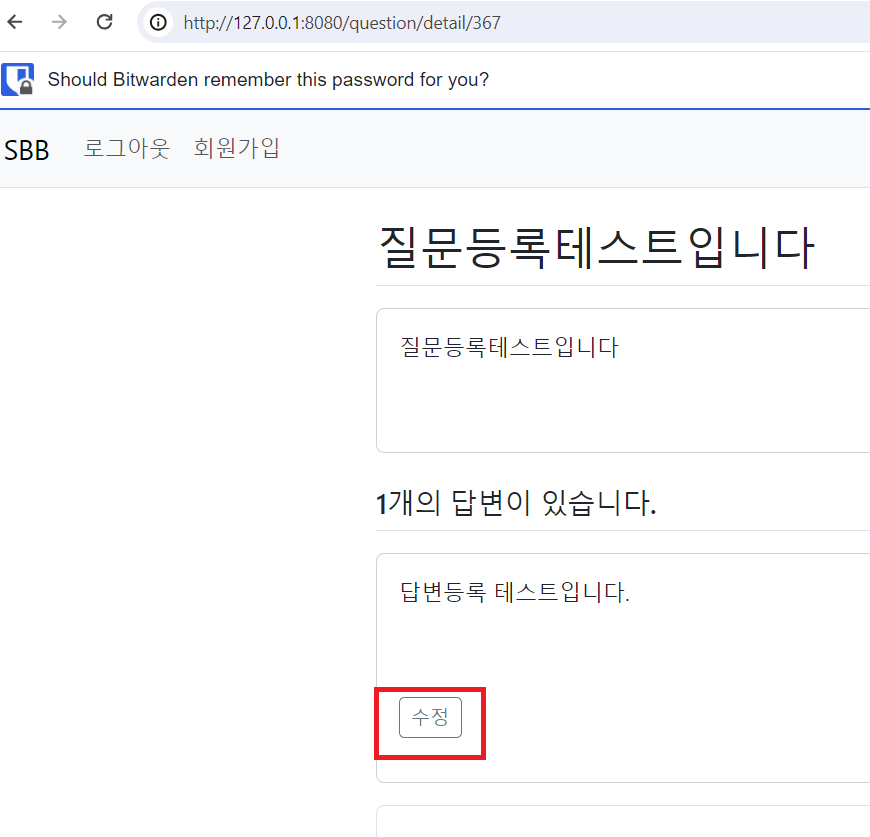 http://127.0.0.1:8080/question/detail/367
Should Bitwarden remember this password for you?
SBB 로그아웃 회원가입
질문등록테스트입니다
질문등록테스트입니다
1개의 답변이 있습니다.
답변등록 테스트입니다.
수정